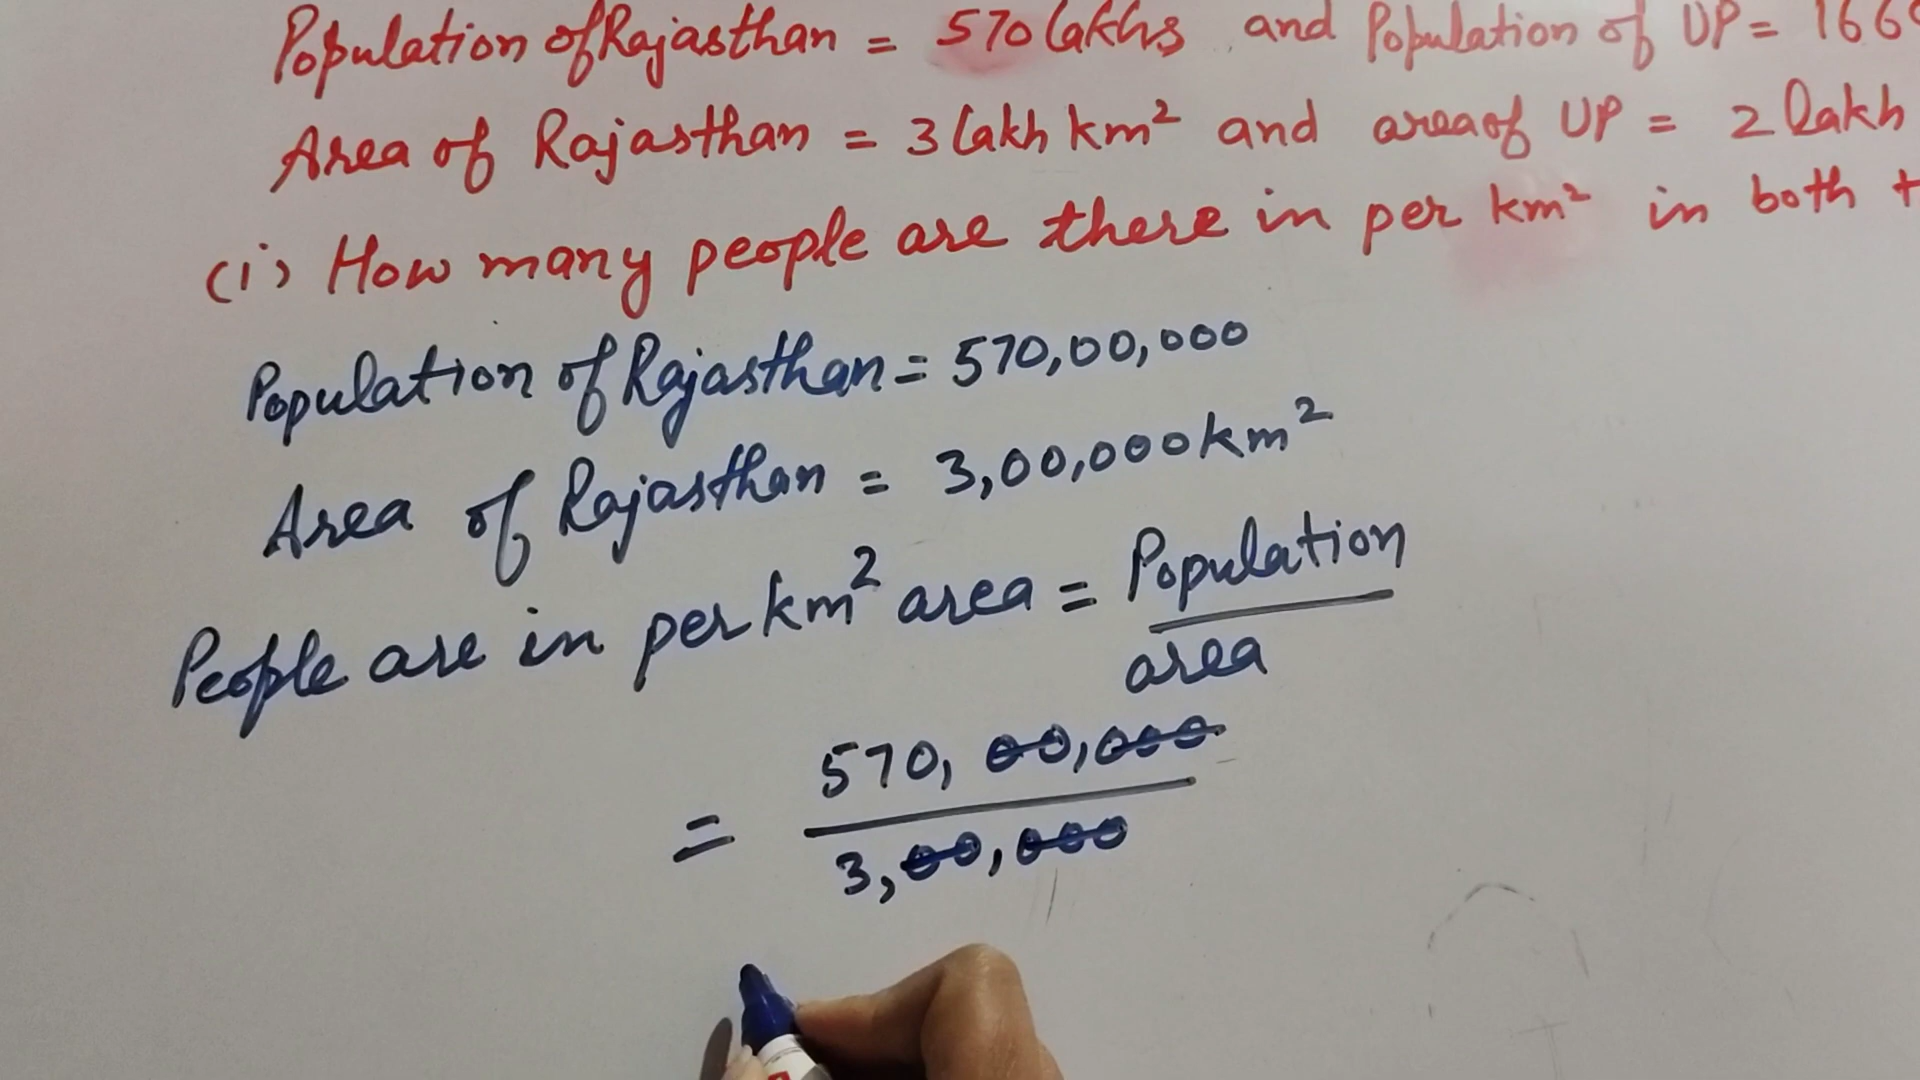 Population of Rajasthan = 570 lakhs and Population of UP = 166
Area of Rajasthan = 3 lakh km² and area of UP = 2 lakh
(i) How many people are there in per km² in both
Population of Rajasthan = 570,00,000
Area of Rajasthan = 3,00,000 km²
People are in per km² area = Population
area
= 570,00,000
3,00,000